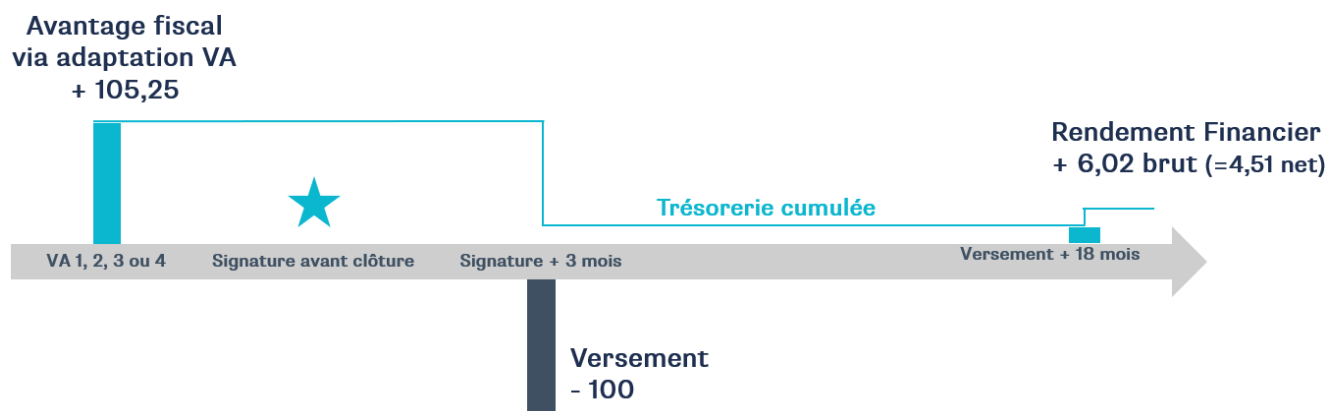 Avantage fiscal
via adaptation VA
+ 105,25
Rendement Financier
+ 6,02 brut (=4,51 net)
Trésorerie cumulée
VA 1, 2, 3 ou 4
Signature avant clôture
Signature + 3 mois
Versement + 18 mois
Versement
- 100